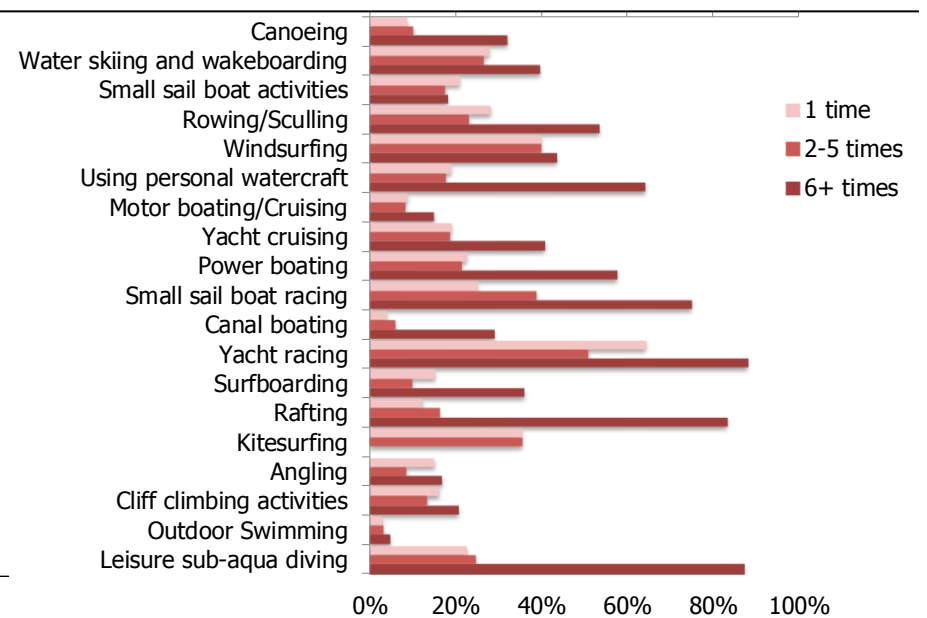 Canoeing
Water skiing and wakeboarding
Small sail boat activities
Rowing/Sculling
Windsurfing
Using personal watercraft
Motor boating/Cruising
Yacht cruising
Power boating
Small sail boat racing
Canal boating
Yacht racing
Surfboarding
Rafting
Kitesurfing
Angling
Cliff climbing activities
Outdoor Swimming
Leisure sub-aqua diving
1 time
2-5 times
6+ times
0% 20% 40% 60% 80% 100%